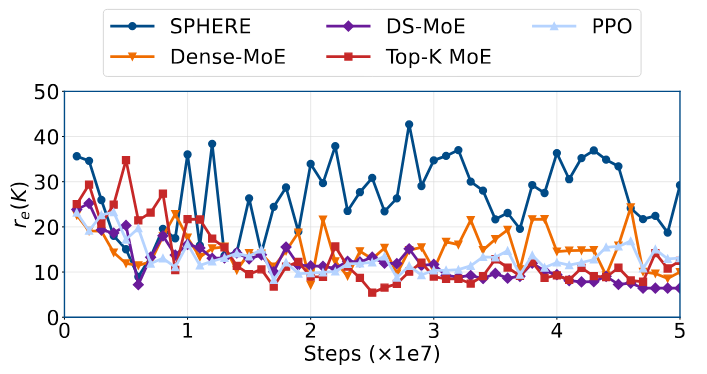 SPHERE DS-MoE PPO
Dense-MoE Top-K MoE
50
40
30
20
10
0
r_e(K)
0 1 2 3 4 5
Steps (×1e7)